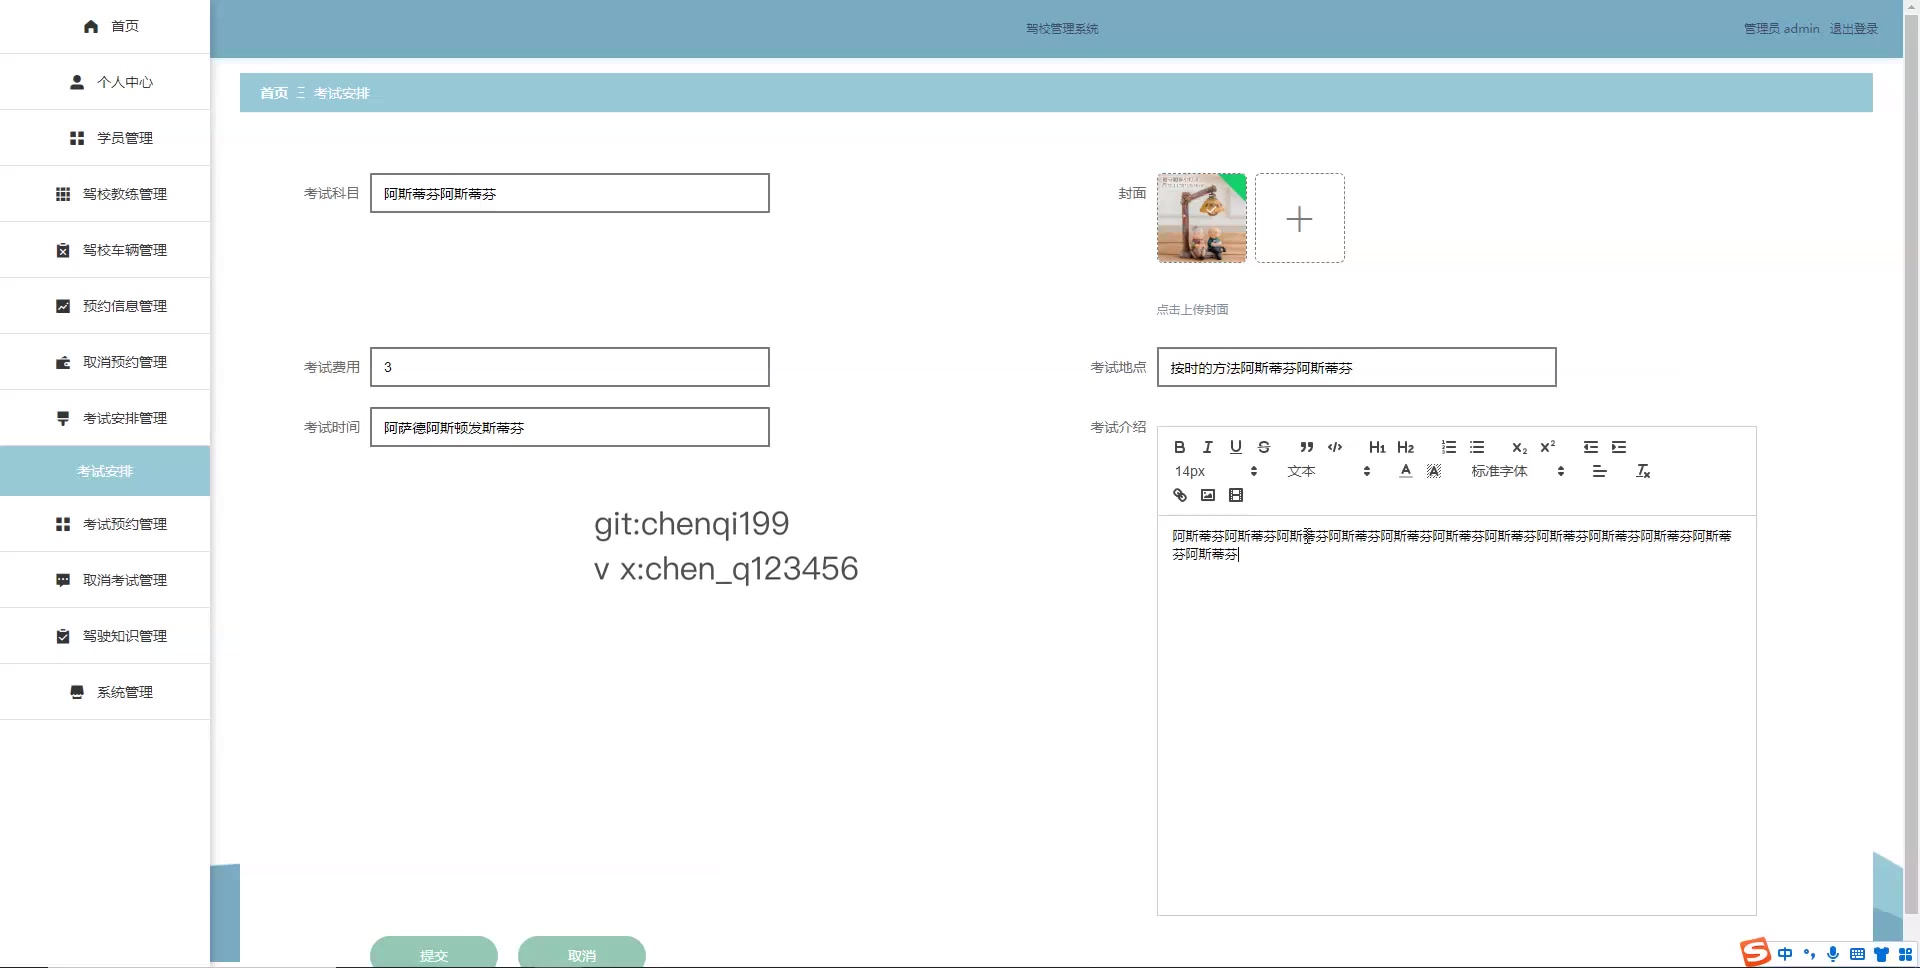 首页
个人中心
学员管理
驾校教练管理
驾校车辆管理
预约信息管理
取消预约管理
考试安排管理
考试安排
考试预约管理
取消考试管理
驾驶知识管理
系统管理
驾校管理系统
管理员 admin 退出登录
首页 考试安排
考试科目 阿斯蒂芬阿斯蒂芬
封面
点击上传封面
考试费用 3
考试地点 按时的方法阿斯蒂芬阿斯蒂芬
考试时间 阿萨德阿斯顿发斯蒂芬
考试介绍
B I U S H1 H2 X2 X2
14px 文本 A A 标准字体 Tx
阿斯蒂芬阿斯蒂芬阿斯蒂芬阿斯蒂芬阿斯蒂芬阿斯蒂芬阿斯蒂芬阿斯蒂芬阿斯蒂芬阿斯蒂芬阿斯蒂
芬阿斯蒂芬
git:chenqi199
v x:chen_q123456
提交 取消
中